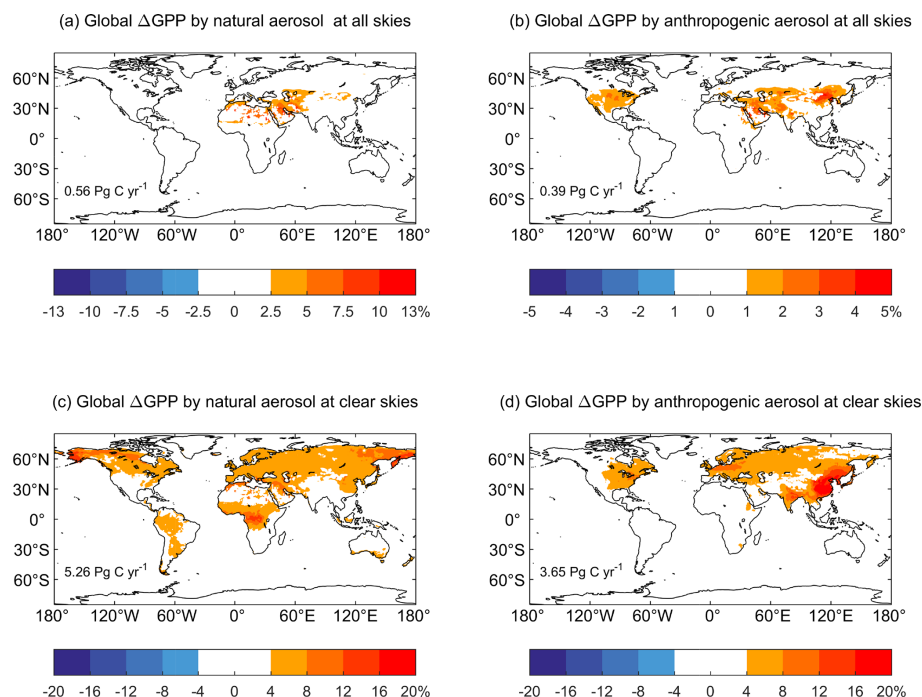 (a) Global ΔGPP by natural aerosol at all skies
(b) Global ΔGPP by anthropogenic aerosol at all skies
60°N
30°N
0°
30°S
60°S
0.56 Pg C yr⁻¹
180° 120°W 60°W 0° 60°E 120°E 180°
60°N
30°N
0°
30°S
60°S
0.39 Pg C yr⁻¹
180° 120°W 60°W 0° 60°E 120°E 180°
-13 -10 -7.5 -5 -2.5 0 2.5 5 7.5 10 13%
-5 -4 -3 -2 -1 0 1 2 3 4 5%
(c) Global ΔGPP by natural aerosol at clear skies
(d) Global ΔGPP by anthropogenic aerosol at clear skies
60°N
30°N
0°
30°S
60°S
5.26 Pg C yr⁻¹
180° 120°W 60°W 0° 60°E 120°E 180°
60°N
30°N
0°
30°S
60°S
3.65 Pg C yr⁻¹
180° 120°W 60°W 0° 60°E 120°E 180°
-20 -16 -12 -8 -4 0 4 8 12 16 20%
-20 -16 -12 -8 -4 0 4 8 12 16 20%